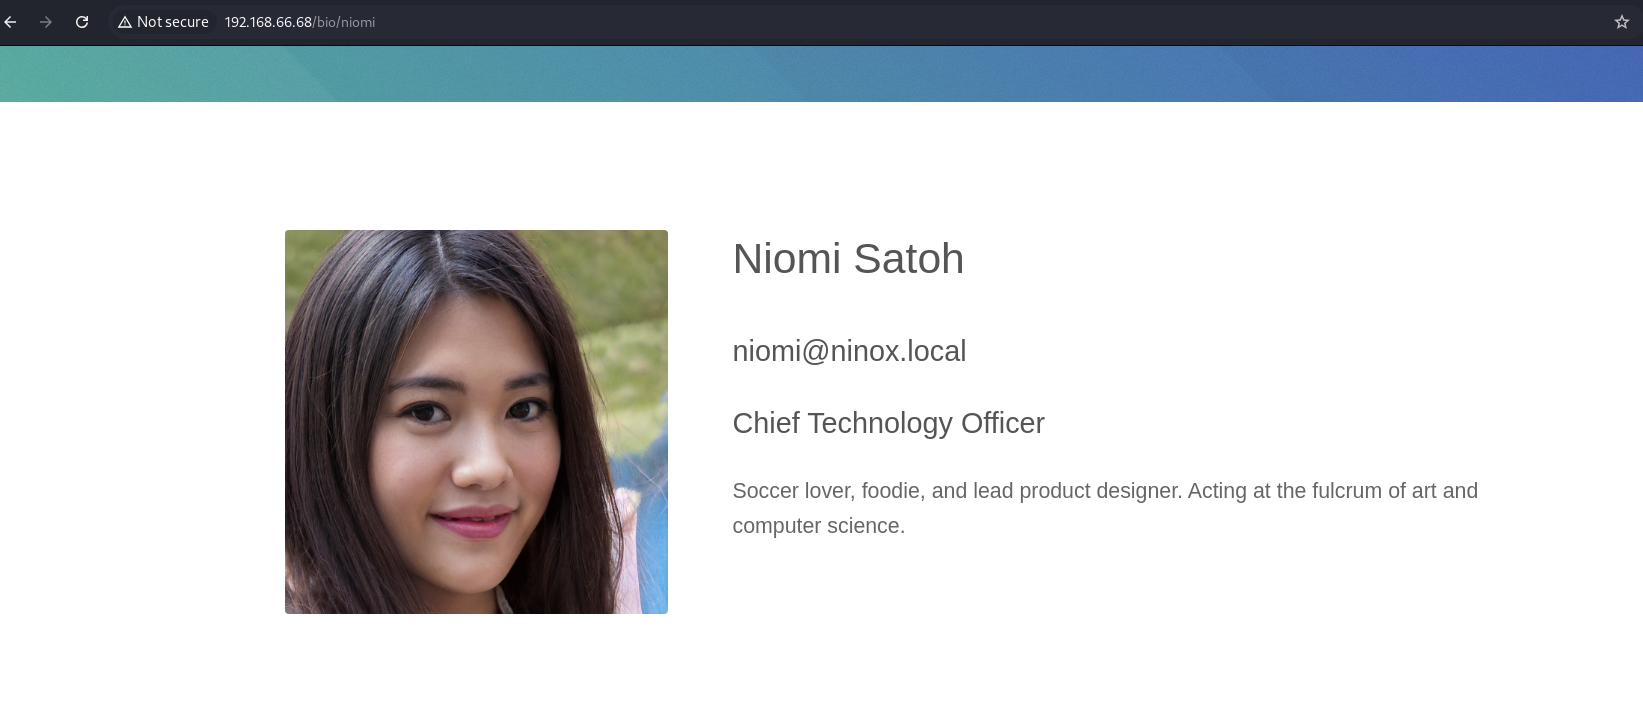 Not secure 192.168.66.68/bio/niomi
Niomi Satoh
niomi@ninox.local
Chief Technology Officer
Soccer lover, foodie, and lead product designer. Acting at the fulcrum of art and
computer science.